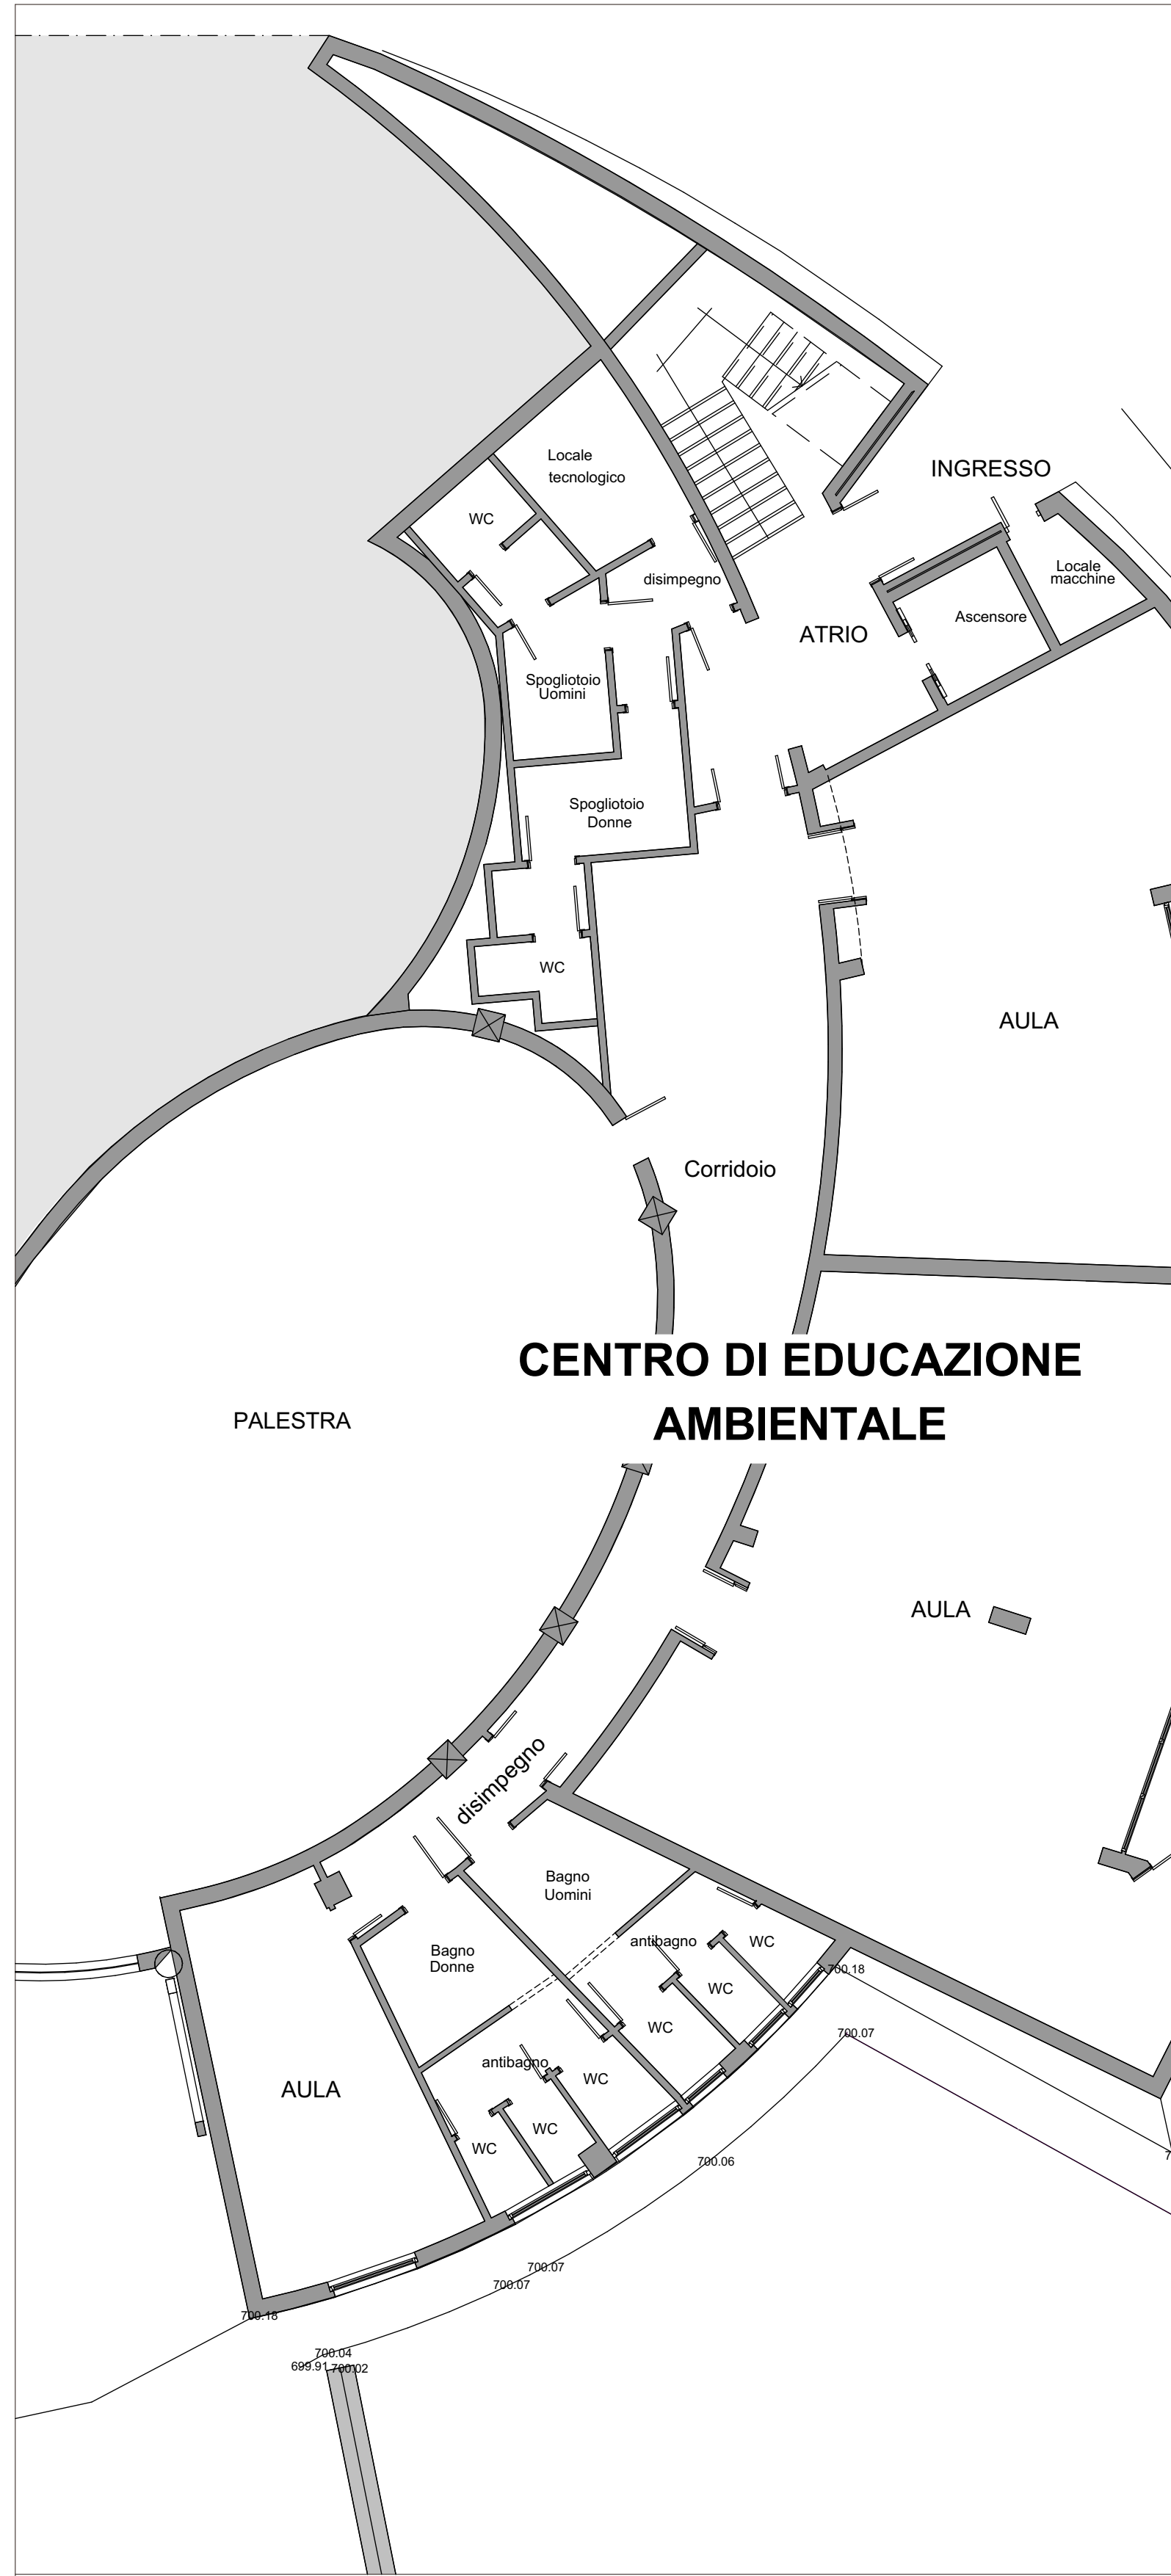 INGRESSO
Locale
tecnologico
WC
disimpegno
Locale
macchine
Ascensore
ATRIO
Spogliotoio
Uomini
Spogliotoio
Donne
WC
AULA
Corridoio
CENTRO DI EDUCAZIONE
AMBIENTALE
PALESTRA
AULA
disimpegno
Bagno
Uomini
antibagno
WC
Bagno
Donne
WC
700.18
WC
700.07
antibagno
WC
AULA
WC
WC
700.06
700.07
700.07
700.18
700.04
699.91
700.02